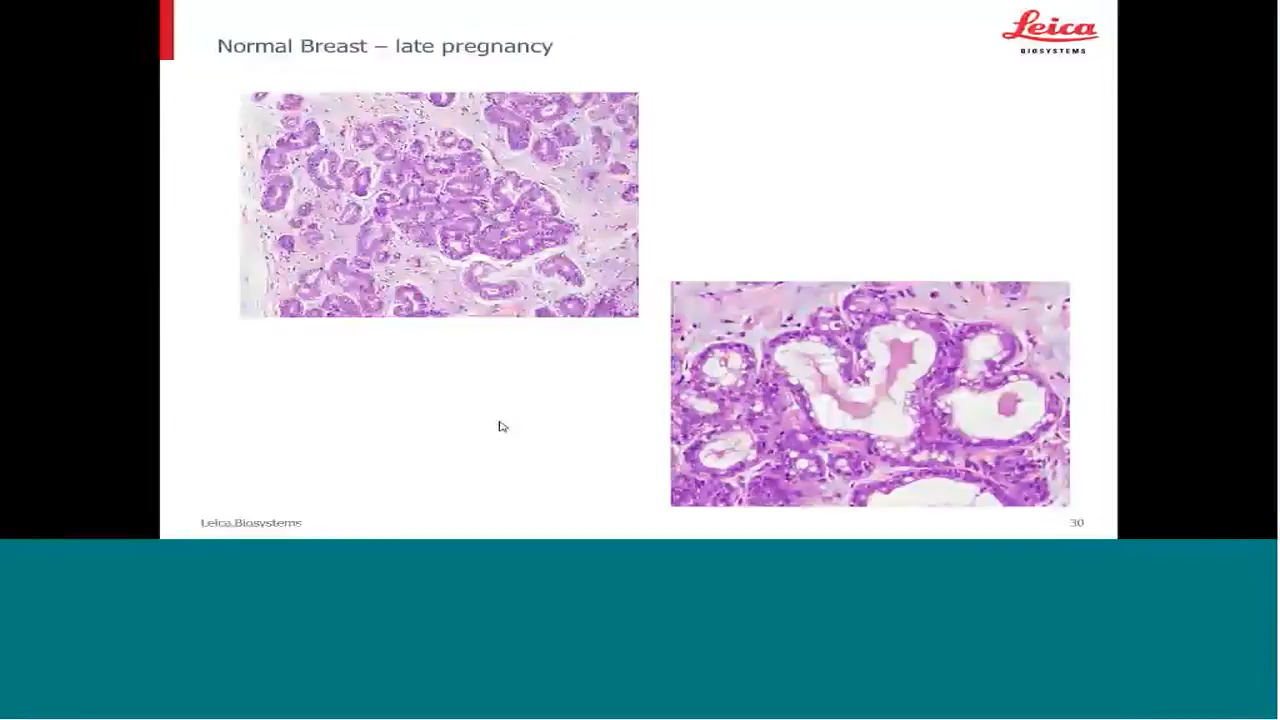 Normal Breast – late pregnancy
Leica
BIOSYSTEMS
Leica Biosystems
30